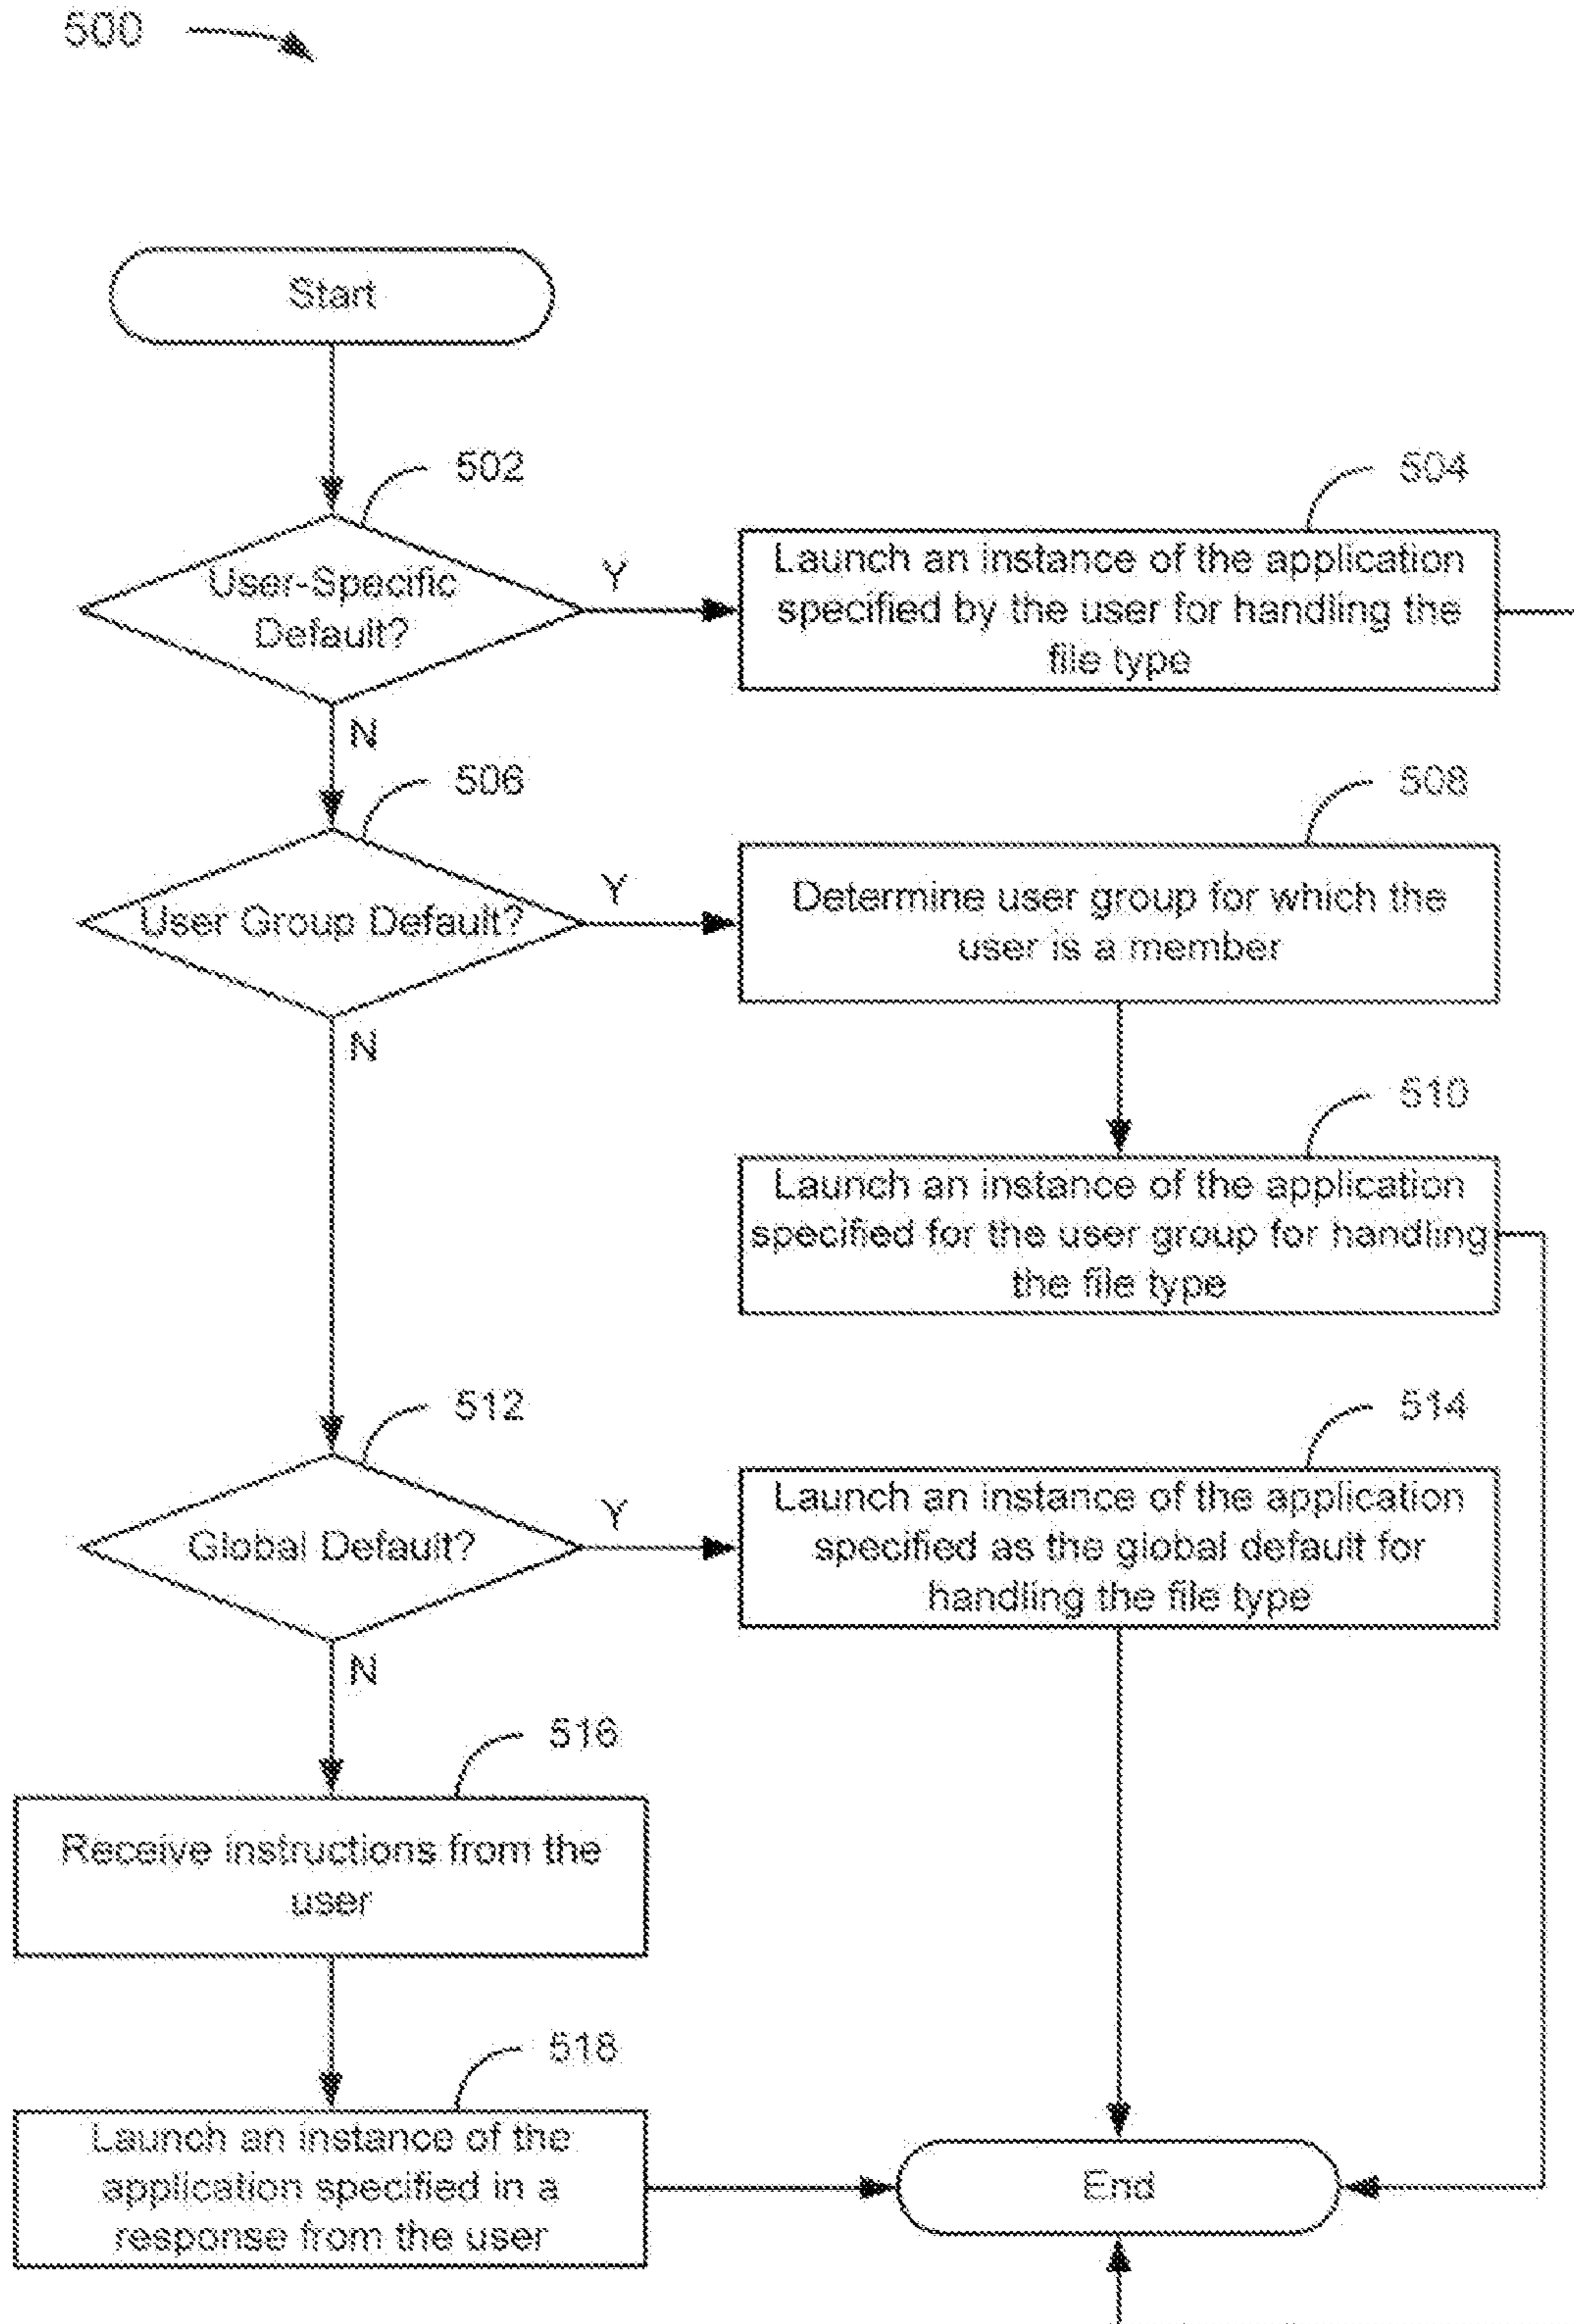 500
Start
502
User-Specific
Default?
Y
N
504
Launch an instance of the application
specified by the user for handling the
file type
506
User Group Default?
Y
N
508
Determine user group for which the
user is a member
510
Launch an instance of the application
specified for the user group for handling
the file type
512
Global Default?
Y
N
514
Launch an instance of the application
specified as the global default for
handling the file type
516
Receive instructions from the
user
518
Launch an instance of the
application specified in a
response from the user
End